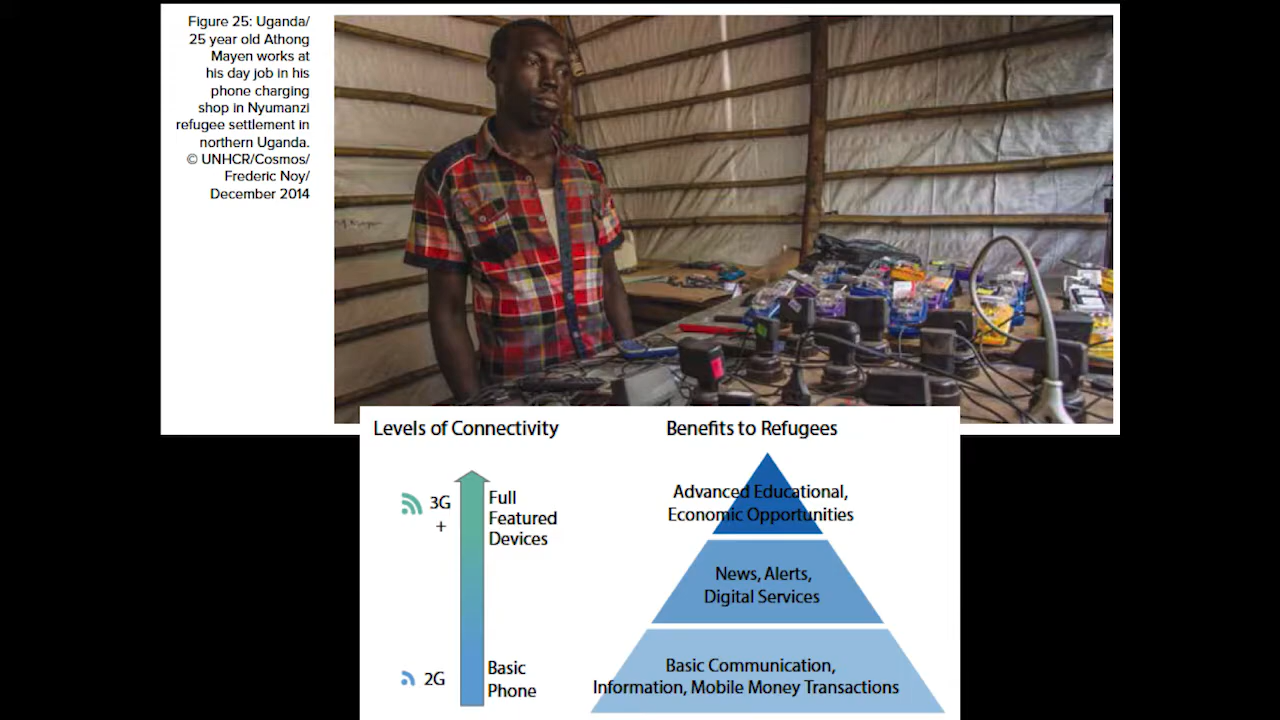 Figure 25: Uganda/
25 year old Athong
Mayen works at
his day job in his
phone charging
shop in Nyumanzi
refugee settlement in
northern Uganda.
© UNHCR/Cosmos/
Frederic Noy/
December 2014
Levels of Connectivity
3G
+
Full
Featured
Devices
2G
Basic
Phone
Benefits to Refugees
Advanced Educational,
Economic Opportunities
News, Alerts,
Digital Services
Basic Communication,
Information, Mobile Money Transactions